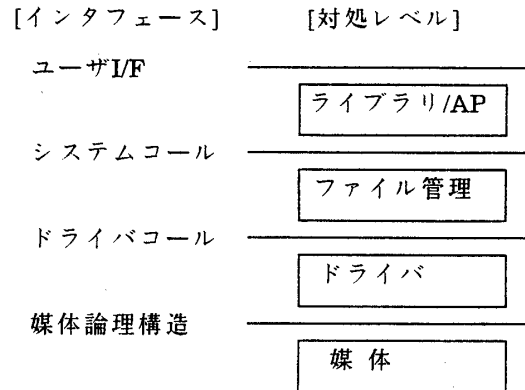 [インタフェース] [対処レベル]
ユーザI/F
ライブラリ/AP
システムコール
ファイル管理
ドライバコール
ドライバ
媒体論理構造
媒 体